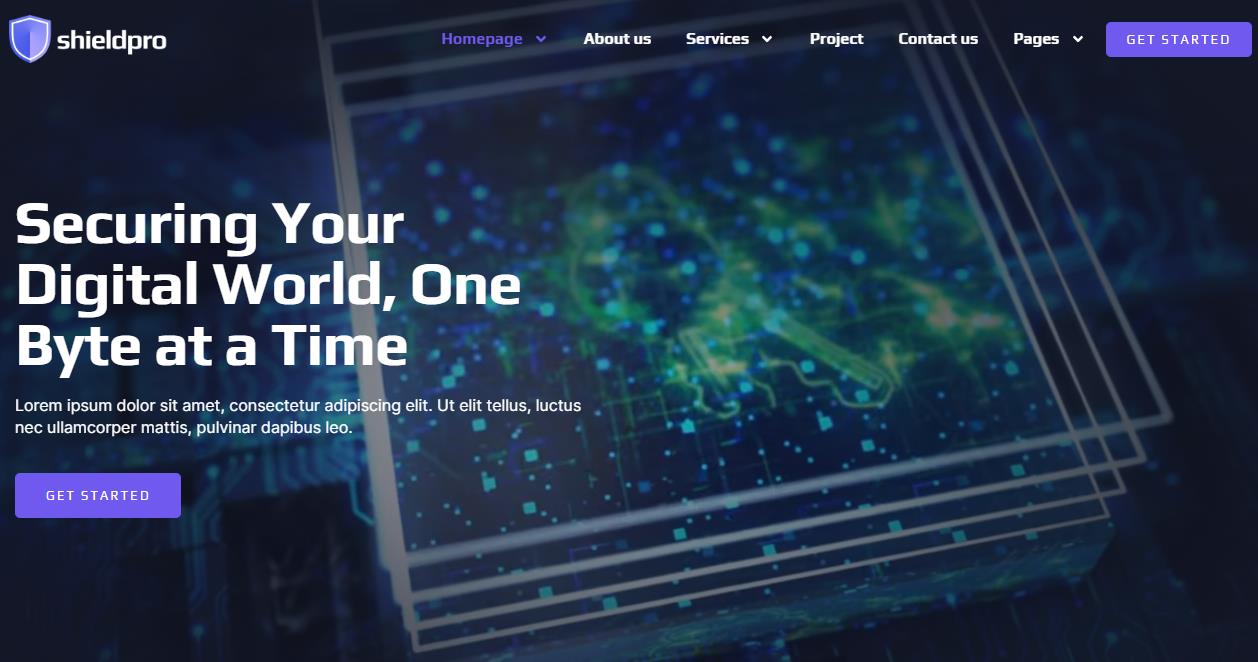 shieldpro
Homepage
About us
Services
Project
Contact us
Pages
GET STARTED
Securing Your
Digital World, One
Byte at a Time
Lorem ipsum dolor sit amet, consectetur adipiscing elit. Ut elit tellus, luctus
nec ullamcorper mattis, pulvinar dapibus leo.
GET STARTED